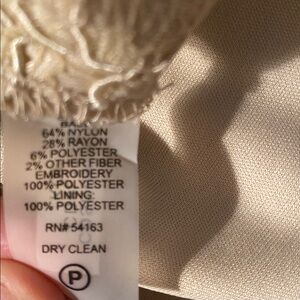 64% NYLON
28% RAYON
6% POLYESTER
2% OTHER FIBER
EMBROIDERY
100% POLYESTER
LINING:
100% POLYESTER
RN# 54163
DRY CLEAN
P